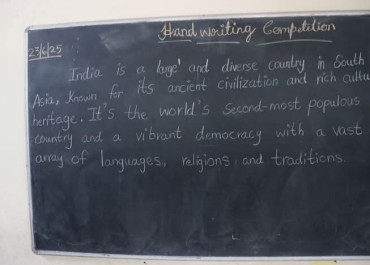 Handwriting Competition
23/6/25
India is a large and diverse country in South
Asia, known for its ancient civilization and rich
heritage. It's the world's second-most populous
country and a vibrant democracy with a vast
array of languages, religions and traditions.